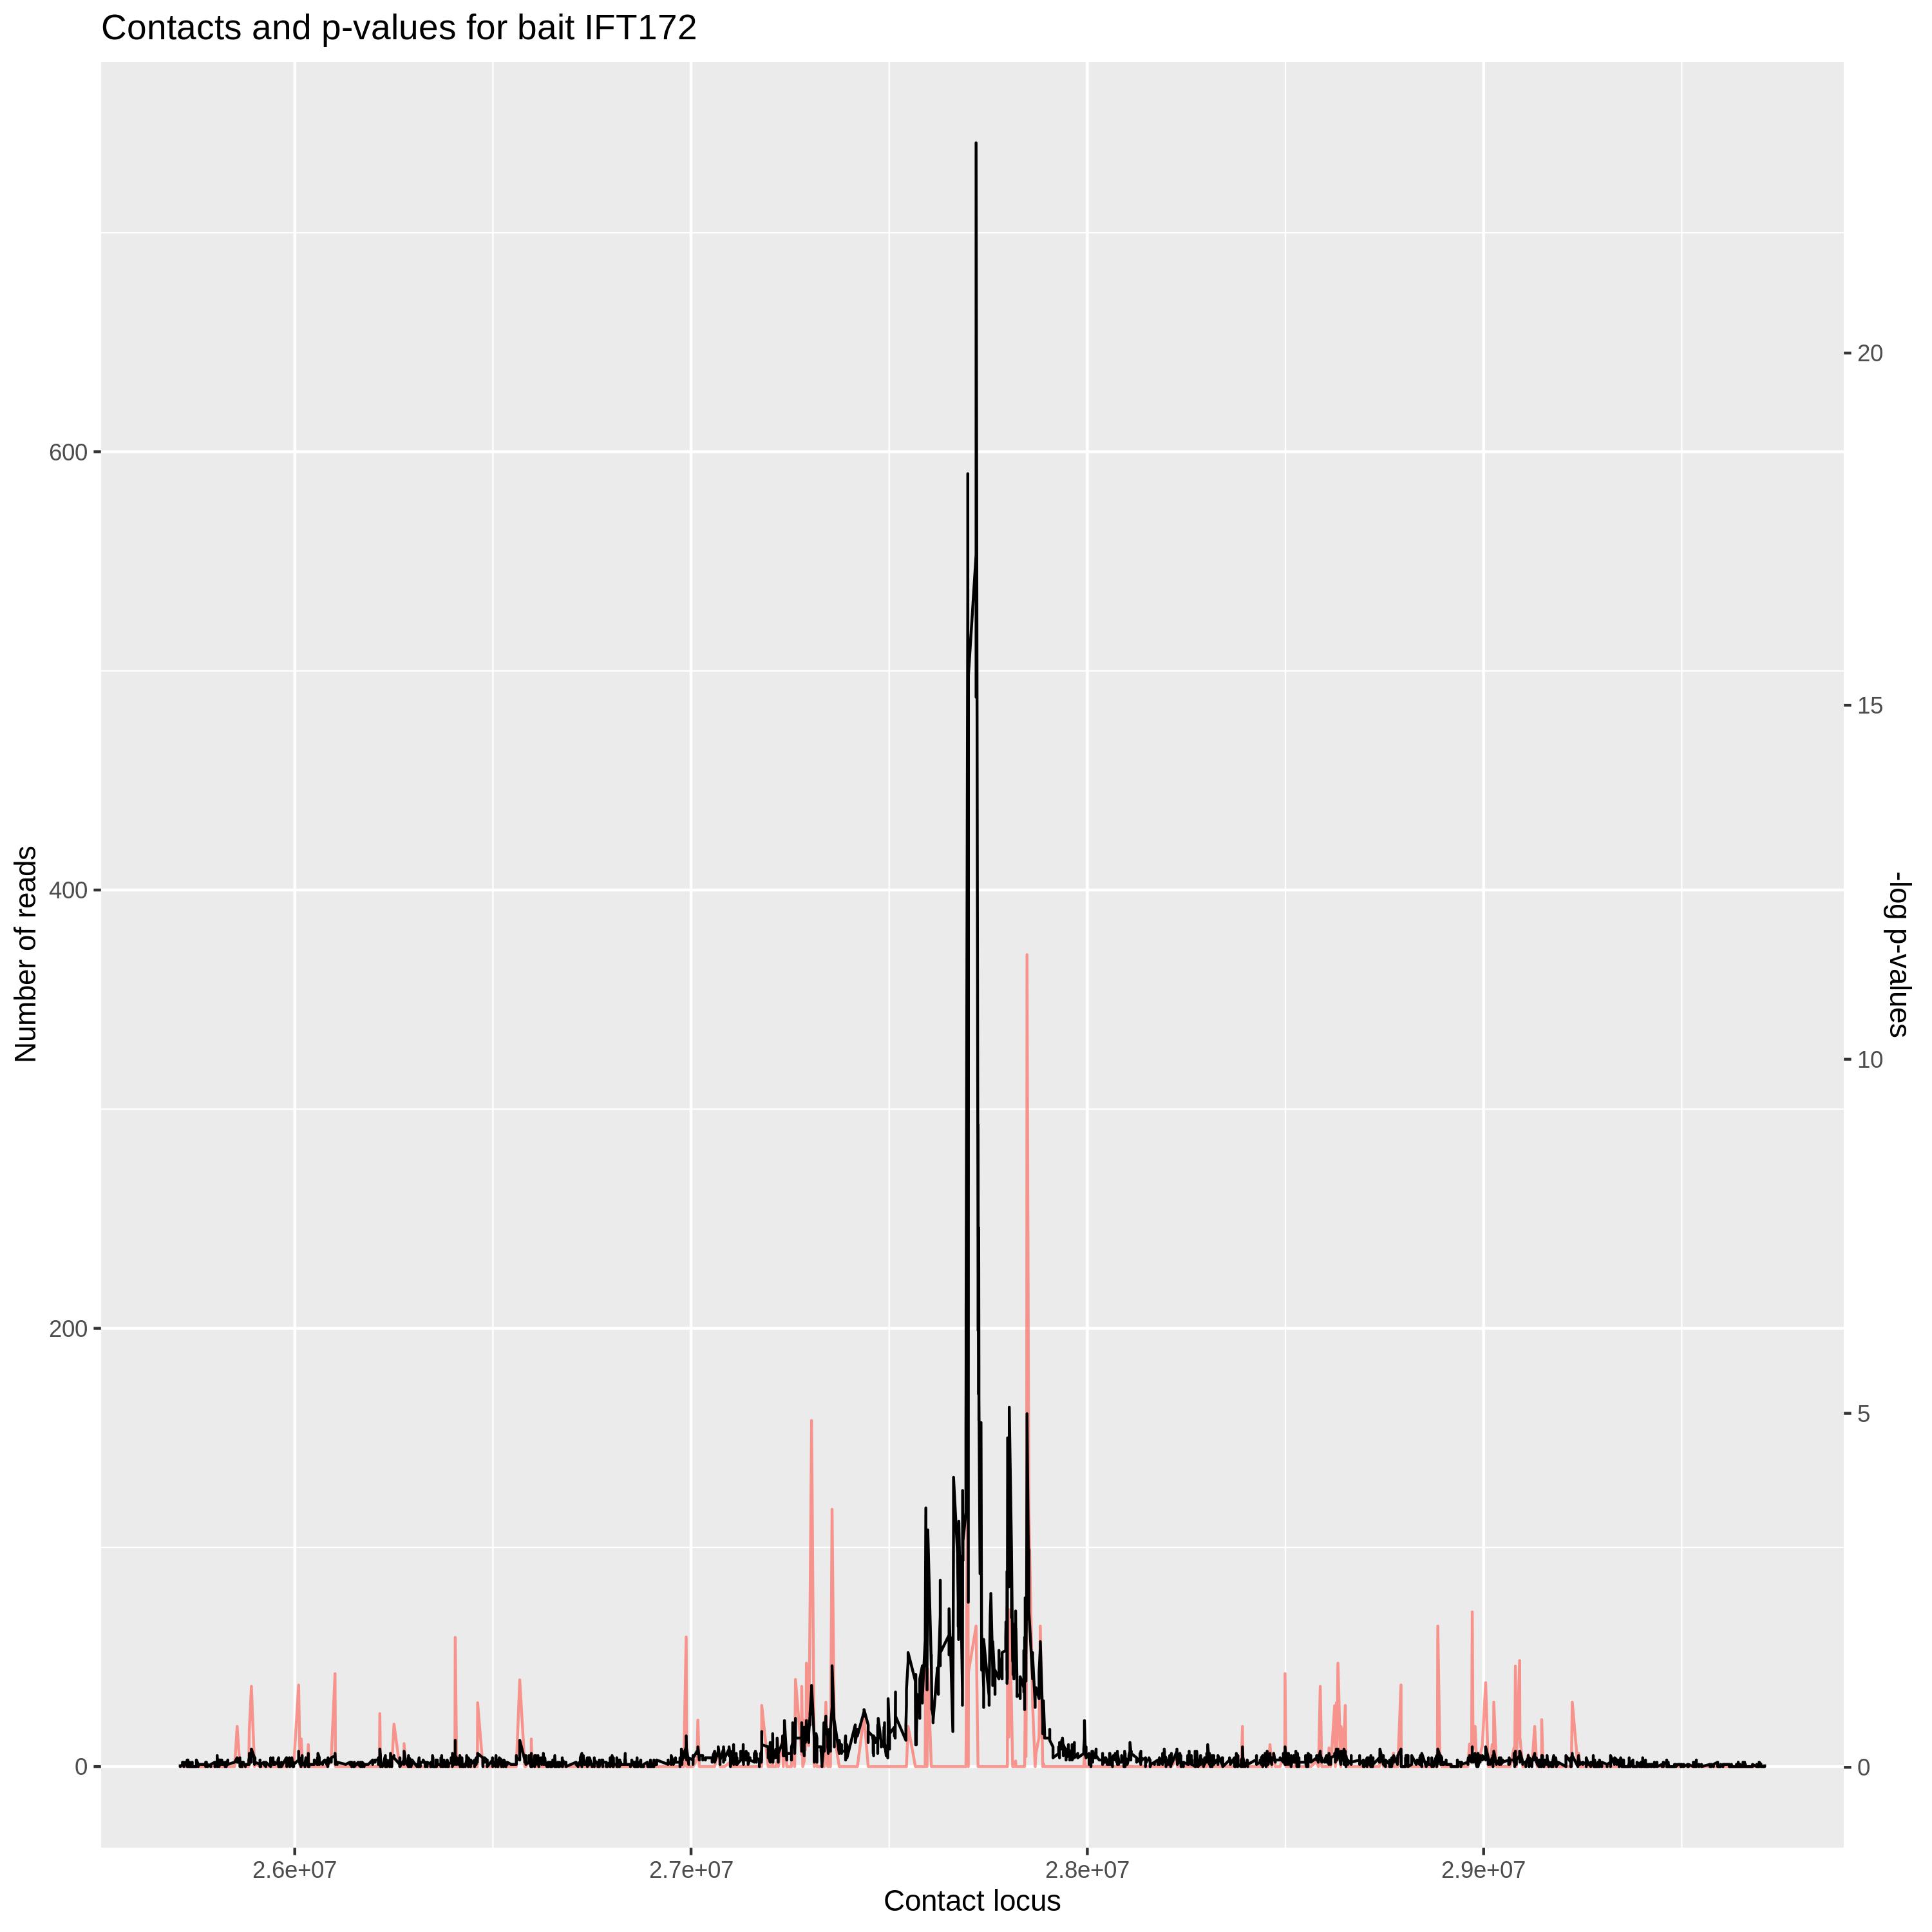 Contacts and p-values for bait IFT172
Number of reads
600
400
200
0
20
15
10
5
0
-log p-values
2.6e+07
2.7e+07
2.8e+07
2.9e+07
Contact locus